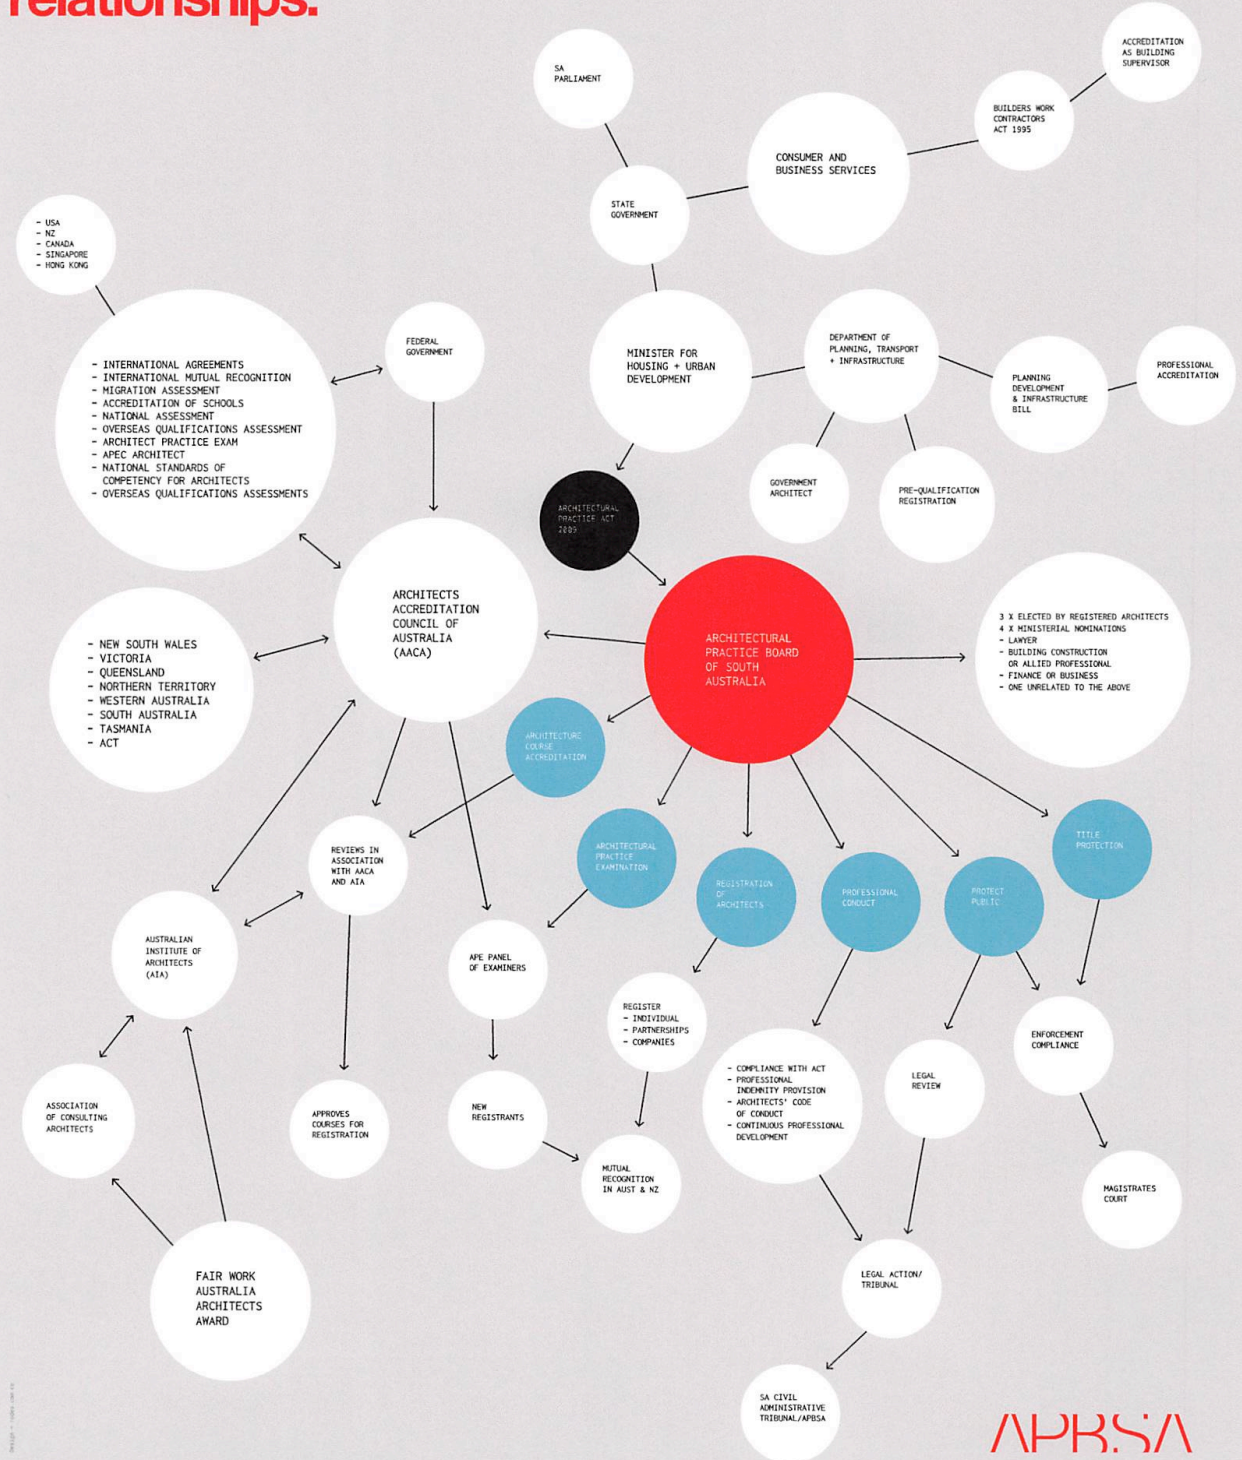 relationships.
SA
PARLIAMENT
ACCREDITATION
AS BUILDING
SUPERVISOR
BUILDERS WORK
CONTRACTORS
ACT 1995
CONSUMER AND
BUSINESS SERVICES
STATE
GOVERNMENT
- USA
- NZ
- CANADA
- SINGAPORE
- HONG KONG
- INTERNATIONAL AGREEMENTS
- INTERNATIONAL MUTUAL RECOGNITION
- MIGRATION ASSESSMENT
- ACCREDITATION OF SCHOOLS
- NATIONAL ASSESSMENT
- OVERSEAS QUALIFICATIONS ASSESSMENT
- ARCHITECT PRACTICE EXAM
- APEC ARCHITECT
- NATIONAL STANDARDS OF
COMPETENCY FOR ARCHITECTS
- OVERSEAS QUALIFICATIONS ASSESSMENTS
FEDERAL
GOVERNMENT
MINISTER FOR
HOUSING + URBAN
DEVELOPMENT
DEPARTMENT OF
PLANNING, TRANSPORT
+ INFRASTRUCTURE
PLANNING
DEVELOPMENT
& INFRASTRUCTURE
BILL
PROFESSIONAL
ACCREDITATION
GOVERNMENT
ARCHITECT
PRE-QUALIFICATION
REGISTRATION
ARCHITECTURAL
PRACTICE ACT
2009
ARCHITECTS
ACCREDITATION
COUNCIL OF
AUSTRALIA
(AACA)
ARCHITECTURAL
PRACTICE BOARD
OF SOUTH
AUSTRALIA
3 X ELECTED BY REGISTERED ARCHITECTS
4 X MINISTERIAL NOMINATIONS
- LAWYER
- BUILDING CONSTRUCTION
OR ALLIED PROFESSIONAL
- FINANCE OR BUSINESS
- ONE UNRELATED TO THE ABOVE
- NEW SOUTH WALES
- VICTORIA
- QUEENSLAND
- NORTHERN TERRITORY
- WESTERN AUSTRALIA
- SOUTH AUSTRALIA
- TASMANIA
- ACT
ARCHITECTURE
COURSE
ACCREDITATION
REVIEWS IN
ASSOCIATION
WITH AACA
AND AIA
ARCHITECTURAL
PRACTICE
EXAMINATION
REGISTRATION
OF
ARCHITECTS
PROFESSIONAL
CONDUCT
PROTECT
PUBLIC
TITLE
PROTECTION
AUSTRALIAN
INSTITUTE OF
ARCHITECTS
(AIA)
APE PANEL
OF EXAMINERS
REGISTER
- INDIVIDUAL
- PARTNERSHIPS
- COMPANIES
ENFORCEMENT
COMPLIANCE
- COMPLIANCE WITH ACT
- PROFESSIONAL
INDEMNITY PROVISION
- ARCHITECTS' CODE
OF CONDUCT
- CONTINUOUS PROFESSIONAL
DEVELOPMENT
LEGAL
REVIEW
ASSOCIATION
OF CONSULTING
ARCHITECTS
APPROVES
COURSES FOR
REGISTRATION
NEW
REGISTRANTS
MUTUAL
RECOGNITION
IN AUST & NZ
MAGISTRATES
COURT
FAIR WORK
AUSTRALIA
ARCHITECTS
AWARD
LEGAL ACTION/
TRIBUNAL
SA CIVIL
ADMINISTRATIVE
TRIBUNAL/APBSA
APBSA